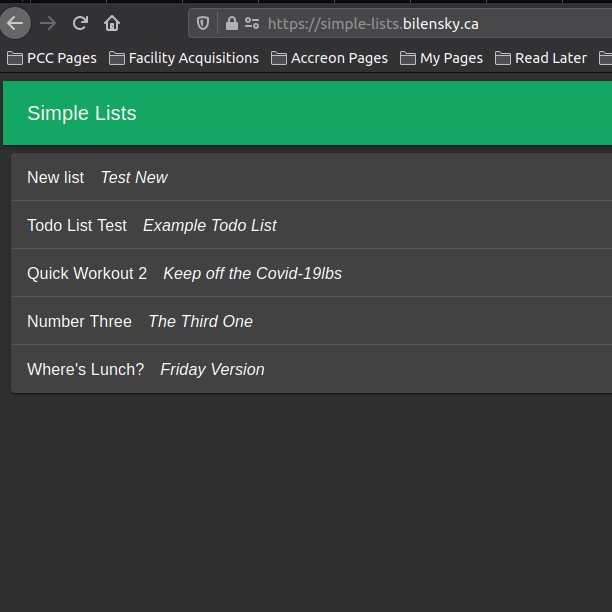 https://simple-lists.bilensky.ca
PCC Pages Facility Acquisitions Accreon Pages My Pages Read Later
Simple Lists
New list Test New
Todo List Test Example Todo List
Quick Workout 2 Keep off the Covid-19lbs
Number Three The Third One
Where's Lunch? Friday Version